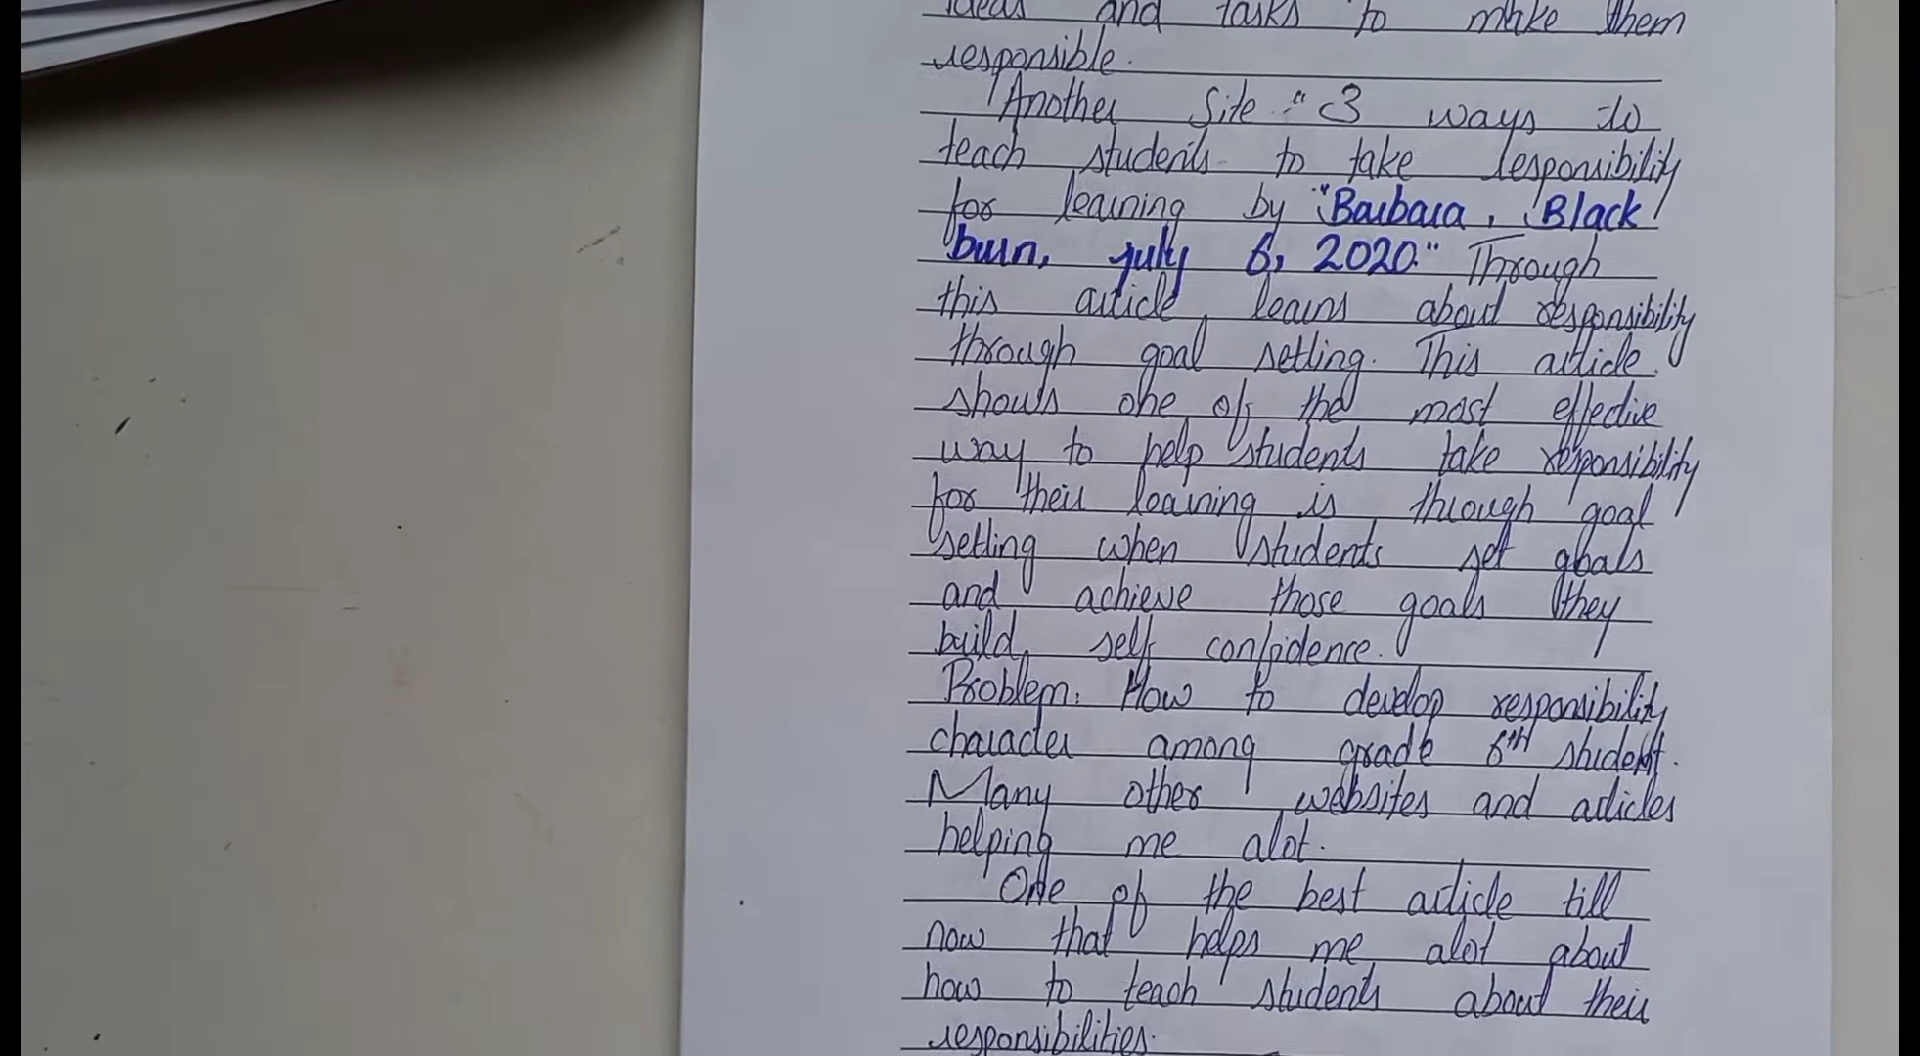 ideas and tasks to make them
responsible.
Another Site "3 ways to
teach students to take responsibility
for learning by "Barbara, Black
burn, july 6, 2020." Through
this article learns about responsibility
through goal setting. This article
shows one of the most effective
way to help students take responsibility
for their learning is through goal
setting when students set goals
and achieve those goals they
build self confidence.
Problem: How to develop responsibility
character among grade 6th student.
Many other websites and articles
helping me alot.
One of the best article till
now that helps me alot about
how to teach students about their
responsibilities.